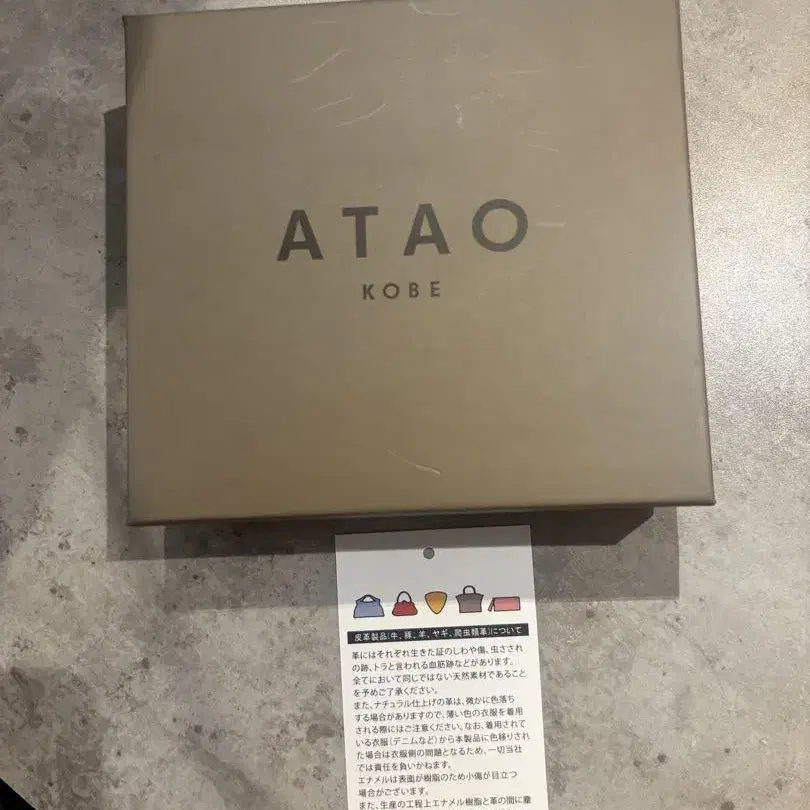 ATAO
KOBE
皮革製品(牛、豚、羊、ヤギ、爬虫類革)について
革にはそれぞれ生きた証のしわや傷、虫さされ
の跡、トラと言われる血筋跡などがあります。
全てにおいて同じではない天然素材であること
を予めご了承ください。
また、ナチュラル仕上げの革は、微かに色落ち
する場合がありますので、薄い色の衣服を着用
される際にはご注意ください。なお、着用されて
いる衣服(デニムなど)から本製品に色移りされ
た場合は衣服側の問題となるため、一切当社
では責任を負いかねます。
エナメルは表面が樹脂のため小傷が目立つ
場合がございます。
また、生産の工程上エナメル樹脂と革の間に塵